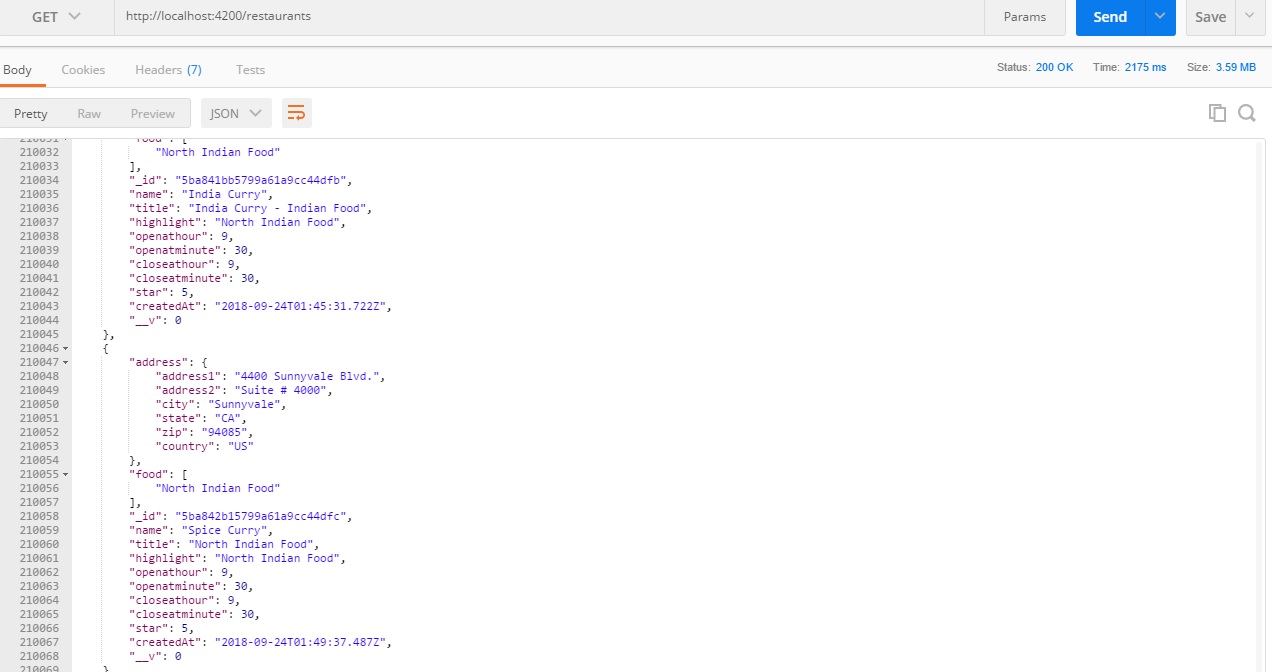 GET http://localhost:4200/restaurants Params Send Save
Body Cookies Headers (7) Tests Status: 200 OK Time: 2175 ms Size: 3.59 MB
Pretty Raw Preview JSON
210031 "food": [
210032 "North Indian Food"
210033 ],
210034 "_id": "5ba841bb5799a61a9cc44dfb",
210035 "name": "India Curry",
210036 "title": "India Curry - Indian Food",
210037 "highlight": "North Indian Food",
210038 "openathour": 9,
210039 "openatminute": 30,
210040 "closeathour": 9,
210041 "closeatminute": 30,
210042 "star": 5,
210043 "createdAt": "2018-09-24T01:45:31.722Z",
210044 "__v": 0
210045 },
210046 {
210047 "address": {
210048 "address1": "4400 Sunnyvale Blvd.",
210049 "address2": "Suite # 4000",
210050 "city": "Sunnyvale",
210051 "state": "CA",
210052 "zip": "94085",
210053 "country": "US"
210054 },
210055 "food": [
210056 "North Indian Food"
210057 ],
210058 "_id": "5ba842b15799a61a9cc44dfc",
210059 "name": "Spice Curry",
210060 "title": "North Indian Food",
210061 "highlight": "North Indian Food",
210062 "openathour": 9,
210063 "openatminute": 30,
210064 "closeathour": 9,
210065 "closeatminute": 30,
210066 "star": 5,
210067 "createdAt": "2018-09-24T01:49:37.487Z",
210068 "__v": 0
210069 }